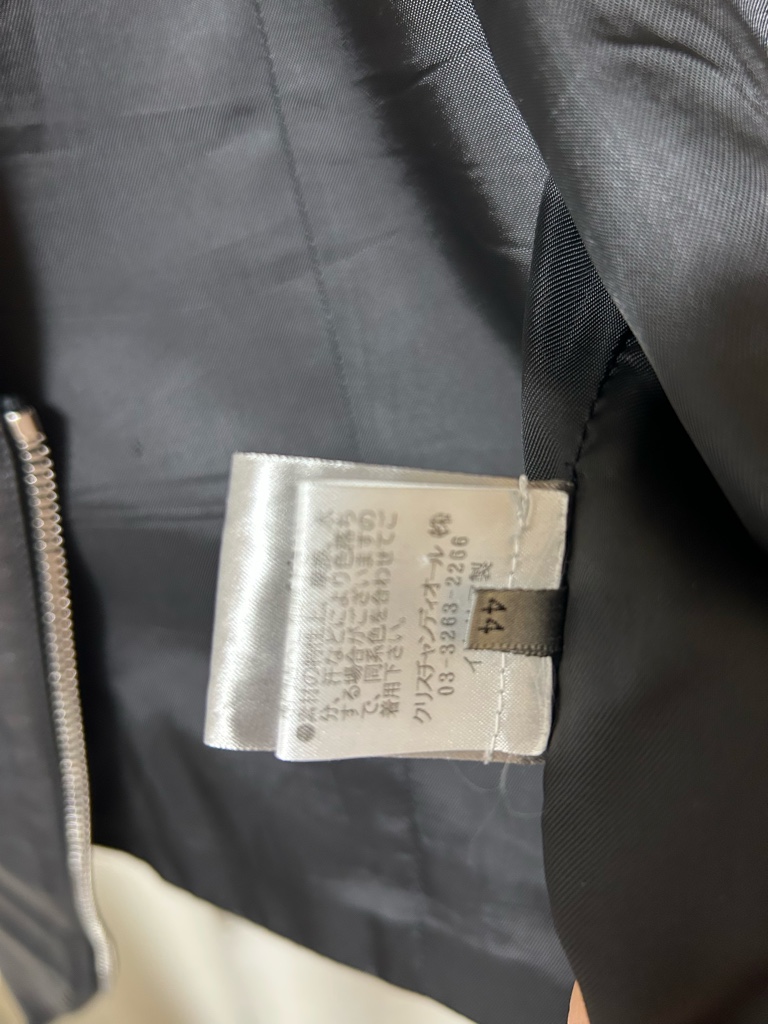 ●素材の特性上、摩擦、水
分、汗などにより色落ち
する場合がございますの
で、同系色を合わせてご
着用下さい。
クリスチャンディオール㈱
03-3263-2266
イ 製
44